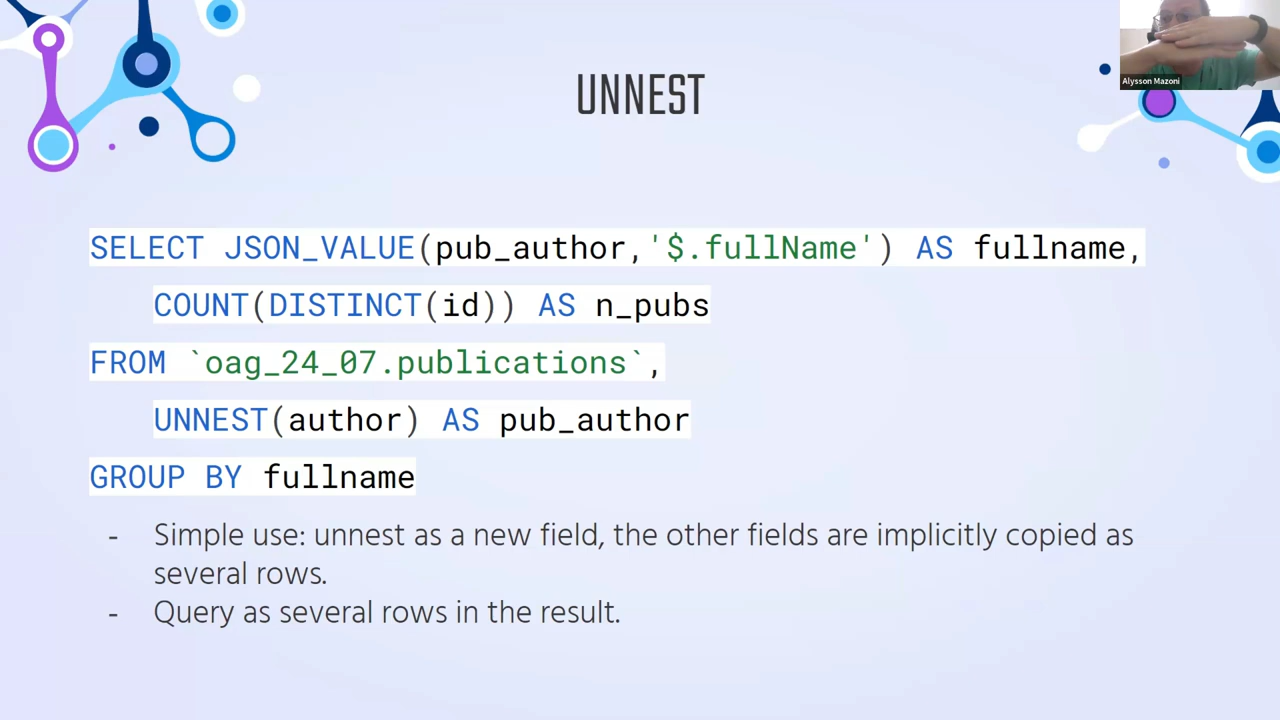 Alysson Mazoni
UNNEST
SELECT JSON_VALUE(pub_author,'$.fullName') AS fullname,
COUNT(DISTINCT(id)) AS n_pubs
FROM `oag_24_07.publications`,
UNNEST(author) AS pub_author
GROUP BY fullname
- Simple use: unnest as a new field, the other fields are implicitly copied as
several rows.
- Query as several rows in the result.